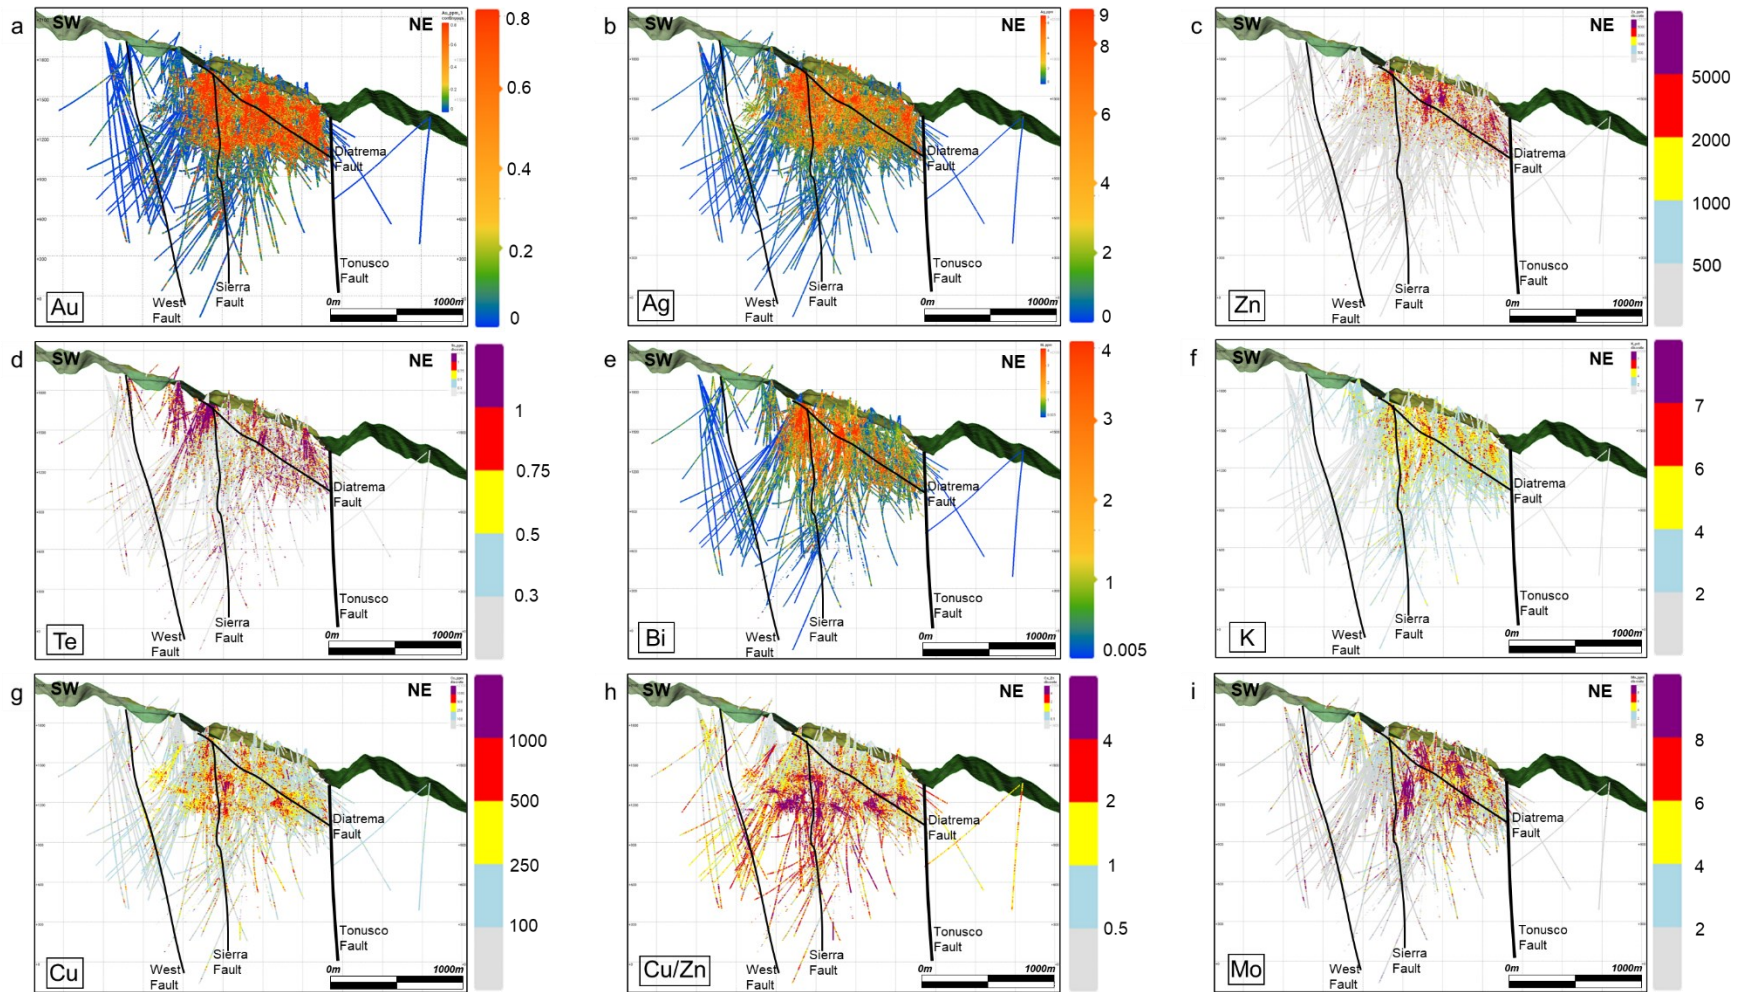 a
SW
NE
0.8
0.6
0.4
0.2
0
Diatrema
Fault
Tonusco
Fault
Sierra
Fault
West
Fault
Au
0m
1000m
b
SW
NE
9
8
6
4
2
0
Diatrema
Fault
Tonusco
Fault
Sierra
Fault
West
Fault
Ag
0m
1000m
c
SW
NE
5000
2000
1000
500
Diatrema
Fault
Tonusco
Fault
Sierra
Fault
West
Fault
Zn
0m
1000m
d
SW
NE
1
0.75
0.5
0.3
Diatrema
Fault
Tonusco
Fault
Sierra
Fault
West
Fault
Te
0m
1000m
e
SW
NE
4
3
2
1
0.005
Diatrema
Fault
Tonusco
Fault
Sierra
Fault
West
Fault
Bi
0m
1000m
f
SW
NE
7
6
4
2
Diatrema
Fault
Tonusco
Fault
Sierra
Fault
West
Fault
K
0m
1000m
g
SW
NE
1000
500
250
100
Diatrema
Fault
Tonusco
Fault
Sierra
Fault
West
Fault
Cu
0m
1000m
h
SW
NE
4
2
1
0.5
Diatrema
Fault
Tonusco
Fault
Sierra
Fault
West
Fault
Cu/Zn
0m
1000m
i
SW
NE
8
6
4
2
Diatrema
Fault
Tonusco
Fault
Sierra
Fault
West
Fault
Mo
0m
1000m